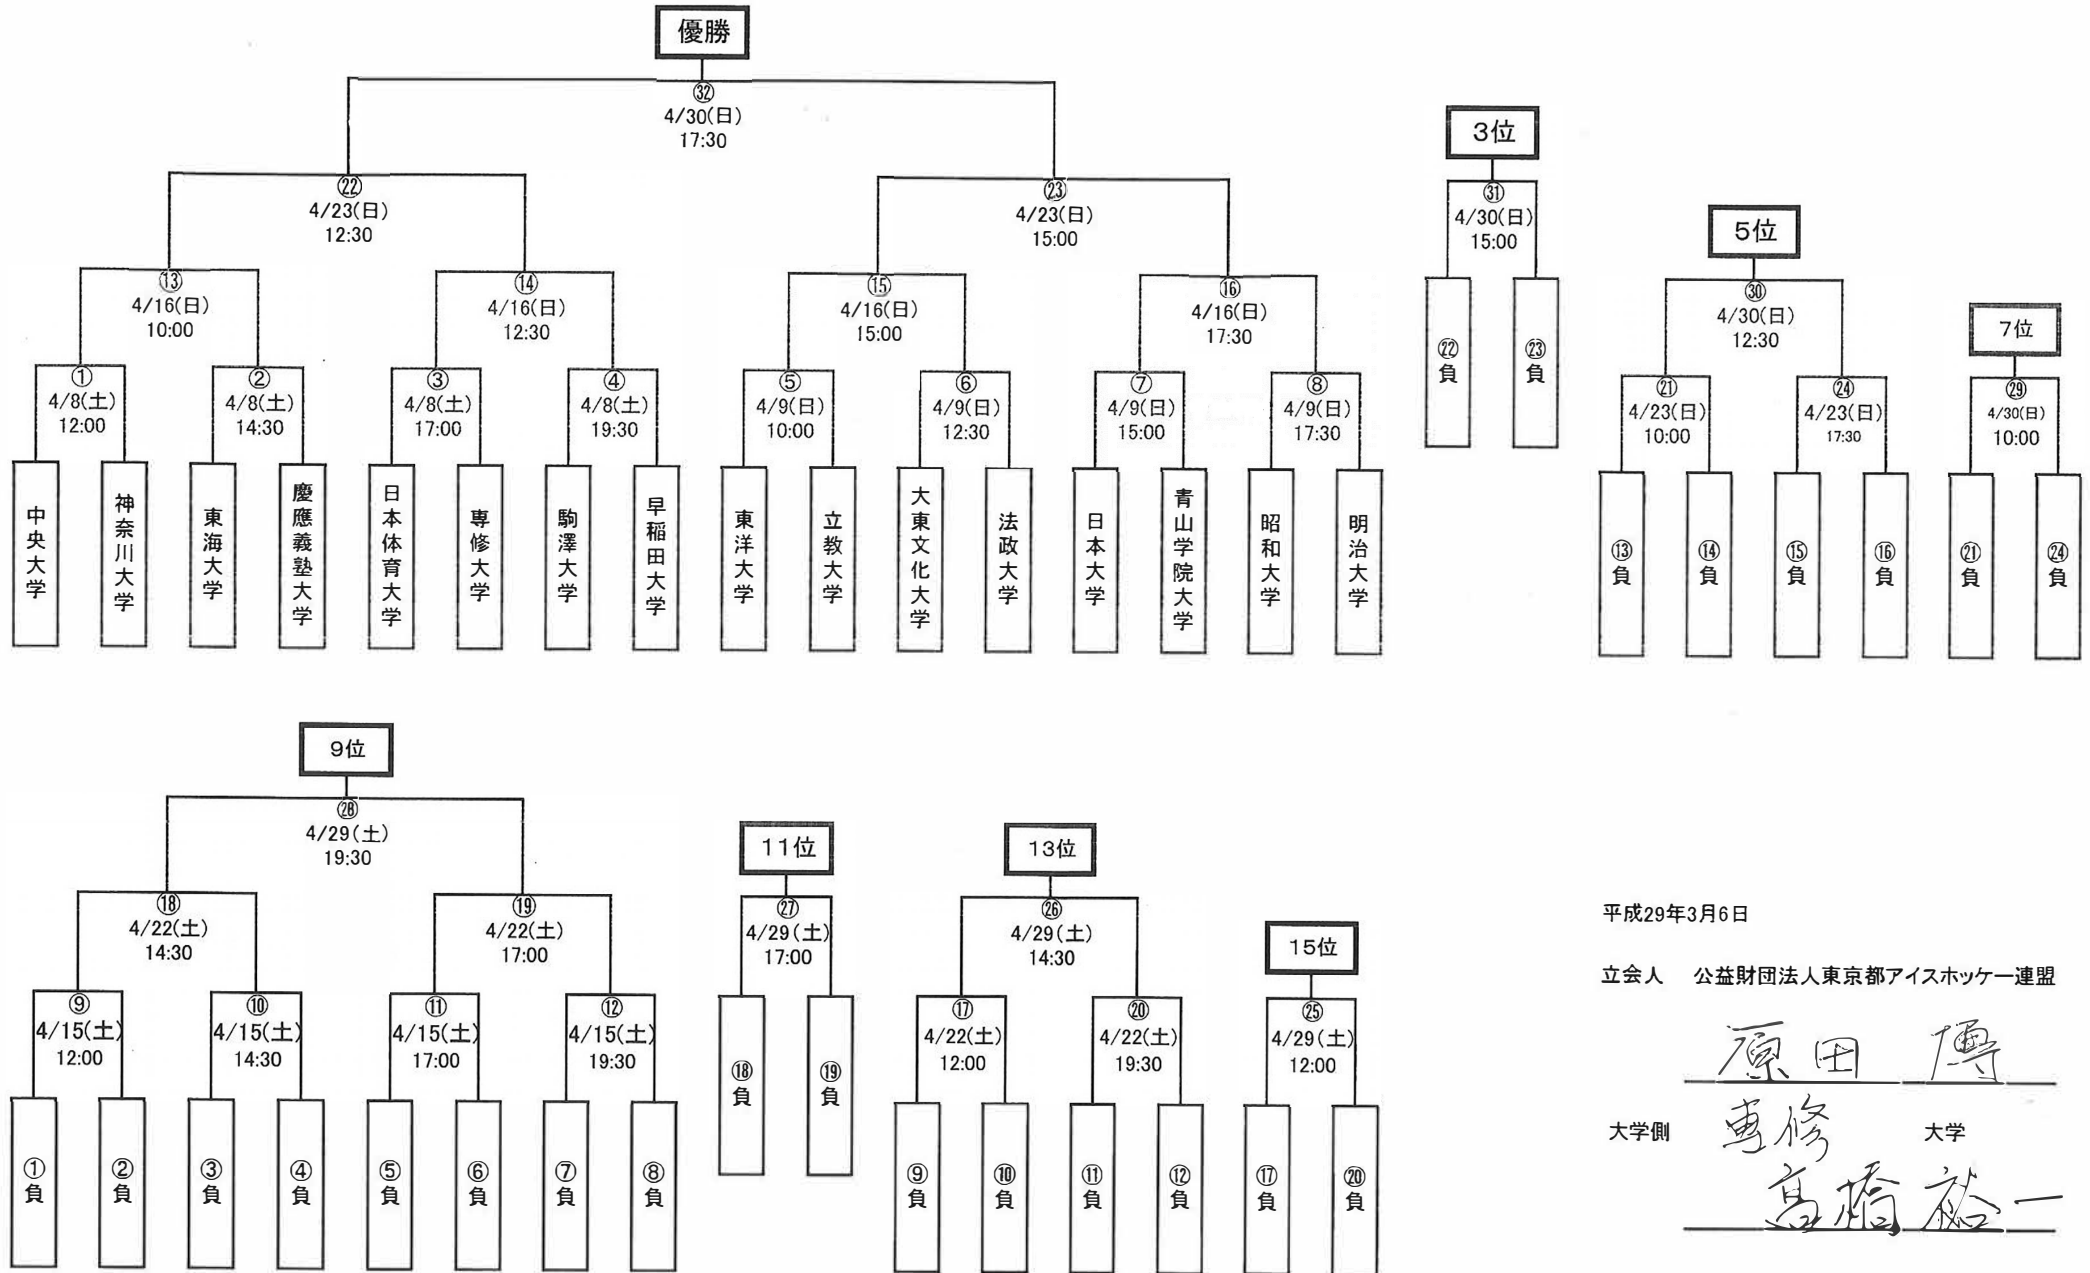 優勝
㉜
4/30(日)
17:30
㉒
4/23(日)
12:30
㉓
4/23(日)
15:00
⑬
4/16(日)
10:00
⑭
4/16(日)
12:30
⑮
4/16(日)
15:00
⑯
4/16(日)
17:30
①
4/8(土)
12:00
②
4/8(土)
14:30
③
4/8(土)
17:00
④
4/8(土)
19:30
⑤
4/9(日)
10:00
⑥
4/9(日)
12:30
⑦
4/9(日)
15:00
⑧
4/9(日)
17:30
中央大学
神奈川大学
東海大学
慶應義塾大学
日本体育大学
専修大学
駒澤大学
早稲田大学
東洋大学
立教大学
大東文化大学
法政大学
日本大学
青山学院大学
昭和大学
明治大学
3位
㉛
4/30(日)
15:00
㉒負
㉓負
5位
㉚
4/30(日)
12:30
㉑
4/23(日)
10:00
㉔
4/23(日)
17:30
⑬負
⑭負
⑮負
⑯負
7位
㉙
4/30(日)
10:00
㉑負
㉔負
9位
㉘
4/29(土)
19:30
⑱
4/22(土)
14:30
⑲
4/22(土)
17:00
⑨
4/15(土)
12:00
⑩
4/15(土)
14:30
⑪
4/15(土)
17:00
⑫
4/15(土)
19:30
①負
②負
③負
④負
⑤負
⑥負
⑦負
⑧負
11位
㉗
4/29(土)
17:00
⑱負
⑲負
13位
㉖
4/29(土)
14:30
⑰
4/22(土)
12:00
⑳
4/22(土)
19:30
⑨負
⑩負
⑪負
⑫負
15位
㉕
4/29(土)
12:00
⑰負
⑳負
平成29年3月6日
立会人 公益財団法人東京都アイスホッケー連盟
原田 博
大学側 専修 大学
髙橋 裕一